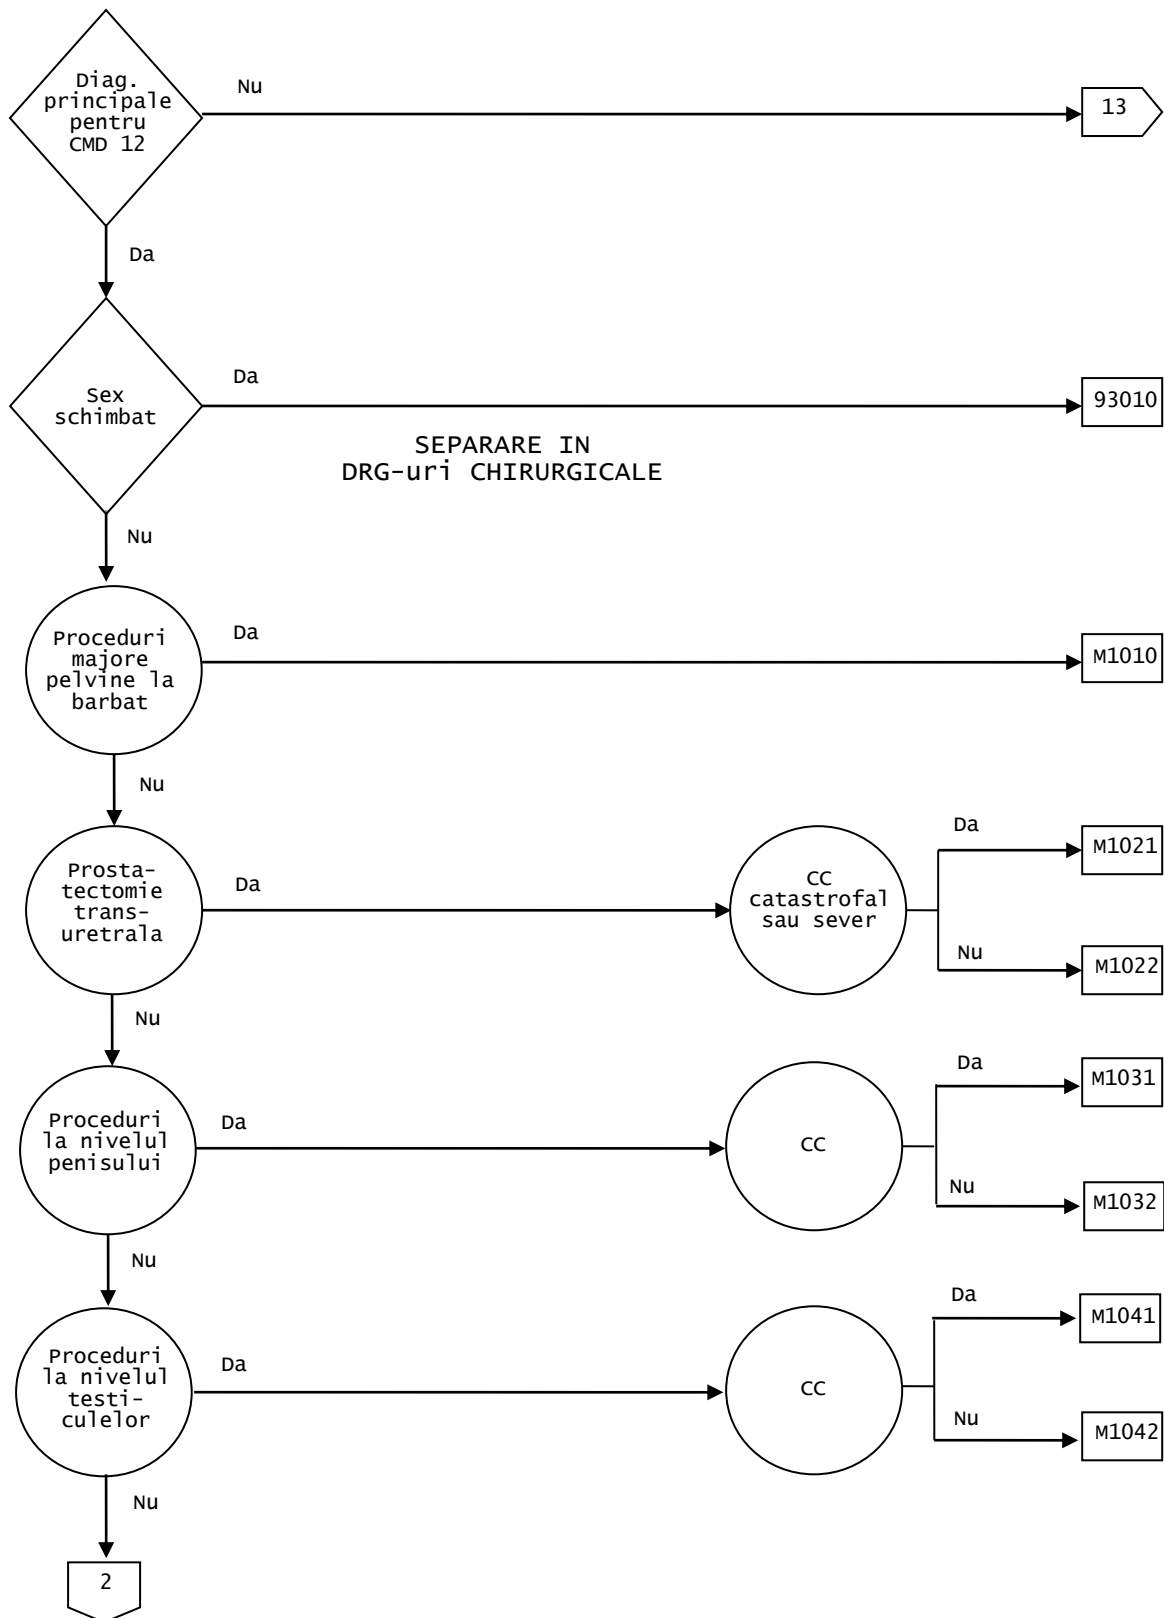 Diag.
principale
pentru
CMD 12
Nu
13
Da
Sex
schimbat
Da
93010
SEPARARE IN
DRG-uri CHIRURGICALE
Nu
Proceduri
majore
pelvine la
barbat
Da
M1010
Nu
Prosta-
tectomie
trans-
uretrala
Da
CC
catastrofal
sau sever
Da
M1021
Nu
M1022
Nu
Proceduri
la nivelul
penisului
Da
CC
Da
M1031
Nu
M1032
Nu
Proceduri
la nivelul
testi-
culelor
Da
CC
Da
M1041
Nu
M1042
Nu
2